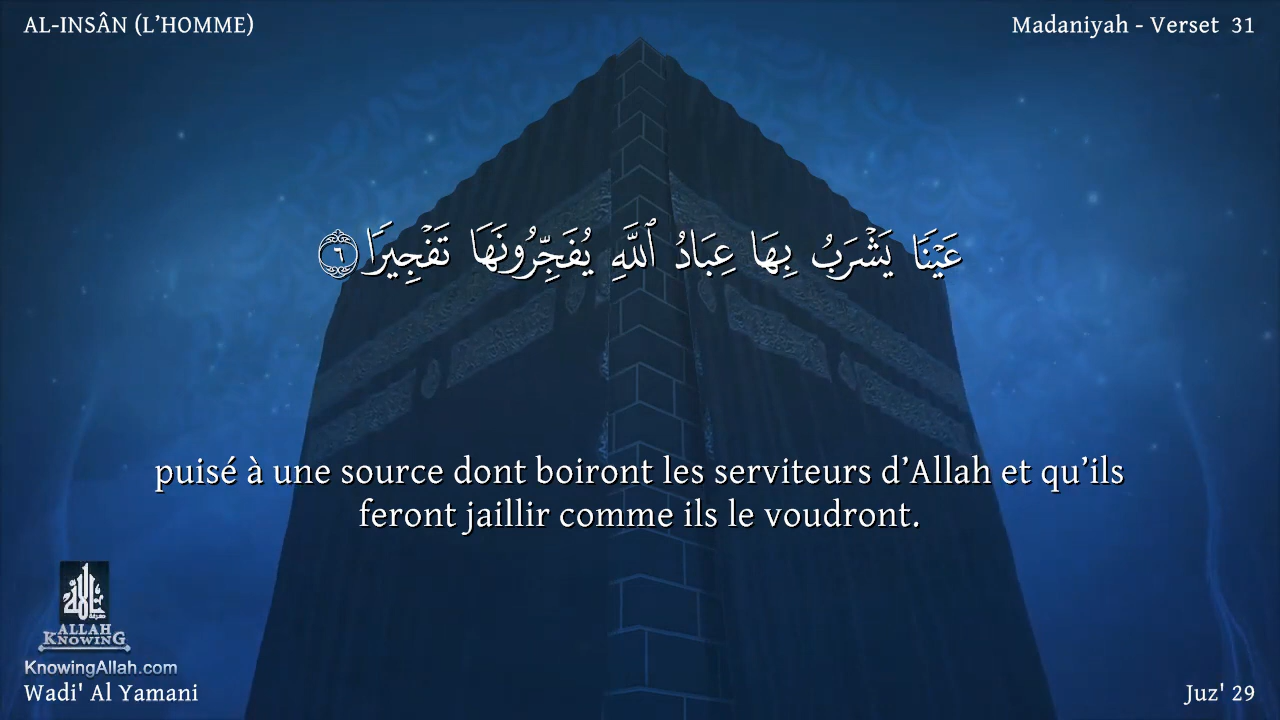 AL-INSÂN (L’HOMME)
Madaniyah - Verset 31
عَيْنًا يَشْرَبُ بِهَا عِبَادُ ٱللَّهِ يُفَجِّرُونَهَا تَفْجِيرًا ٦
puisé à une source dont boiront les serviteurs d’Allah et qu’ils
feront jaillir comme ils le voudront.
ALLAH
KNOWING
KnowingAllah.com
Wadi' Al Yamani
Juz' 29